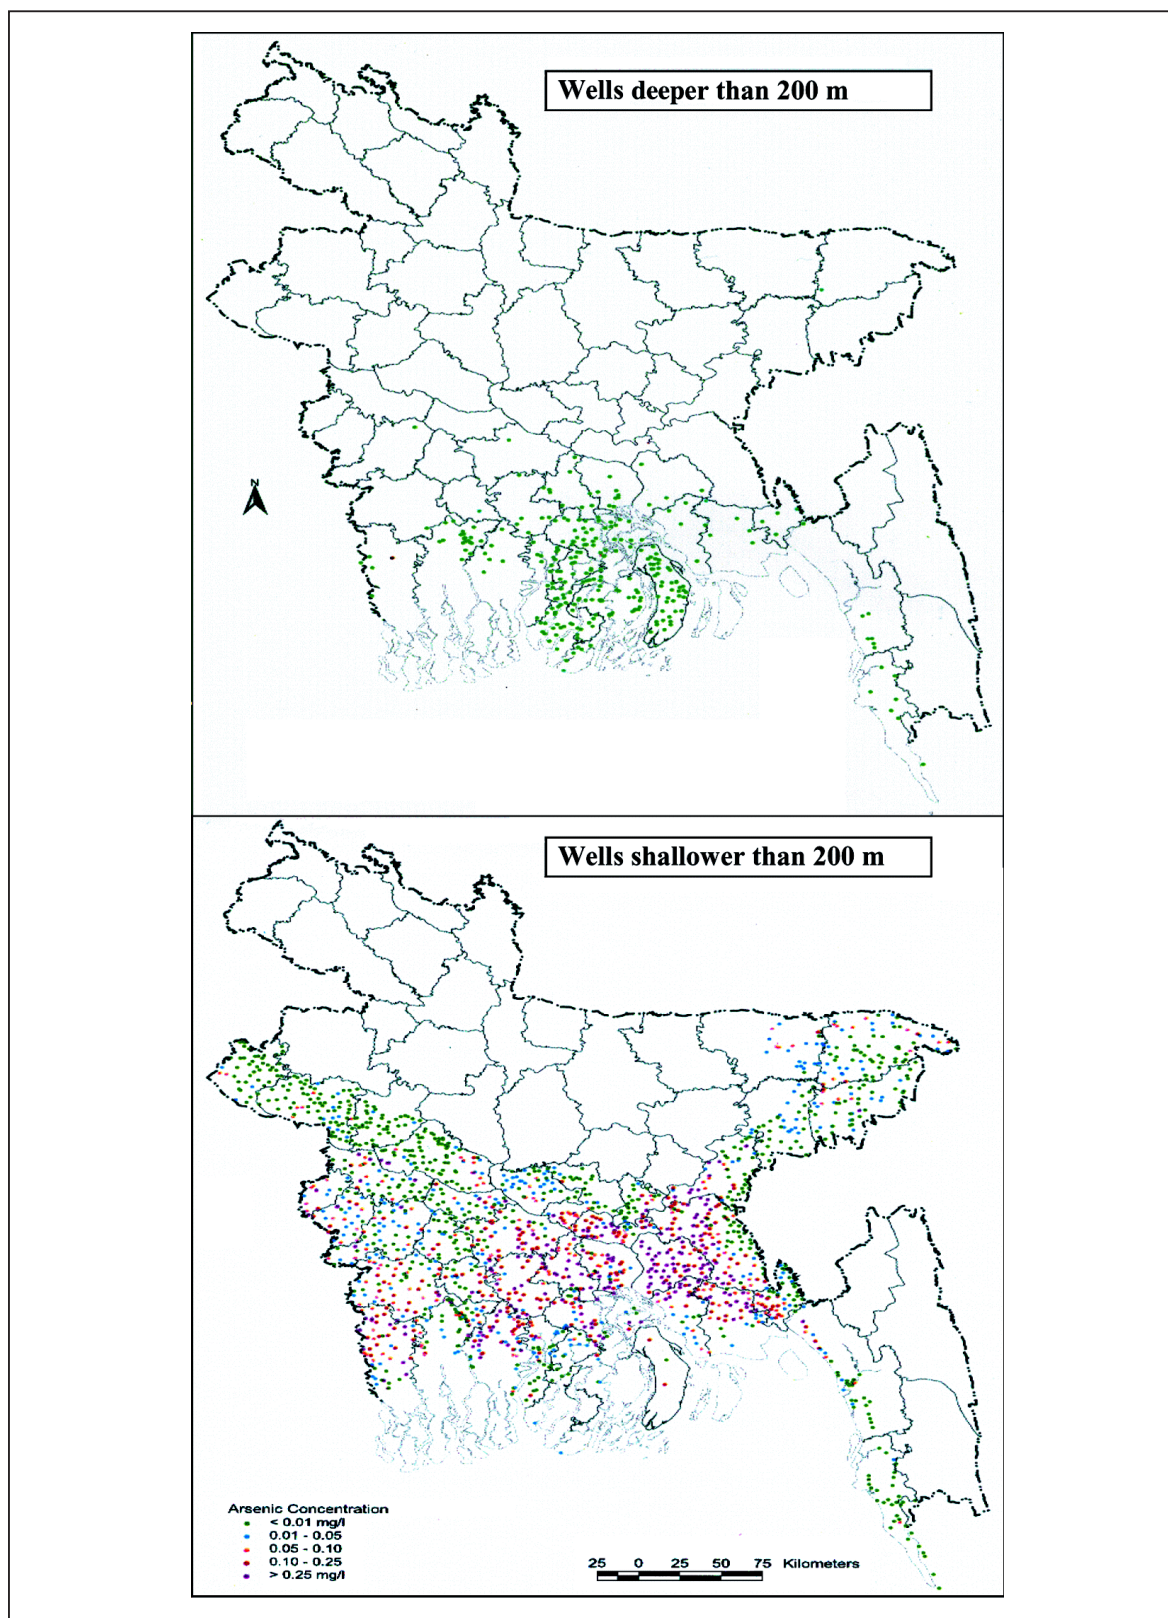 Wells deeper than 200 m
N
Wells shallower than 200 m
Arsenic Concentration
< 0.01 mg/l
0.01 - 0.05
0.05 - 0.10
0.10 - 0.25
> 0.25 mg/l
25 0 25 50 75 Kilometers